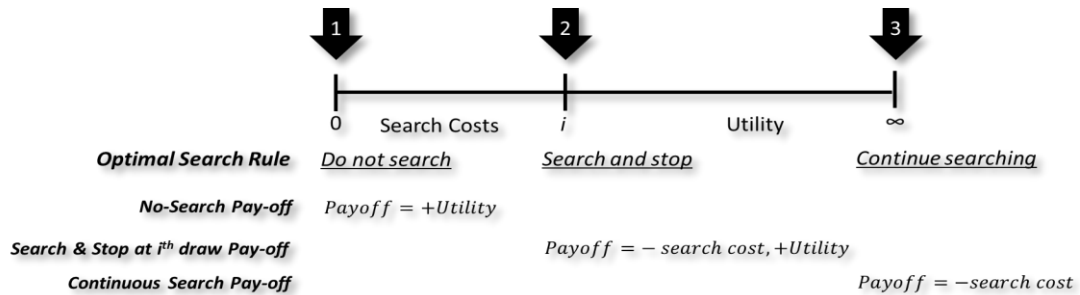 1 2 3
0 Search Costs i Utility ∞
Optimal Search Rule Do not search Search and stop Continue searching
No-Search Pay-off Payoff = +Utility
Search & Stop at iᵗʰ draw Pay-off Payoff = − search cost, +Utility
Continuous Search Pay-off Payoff = −search cost